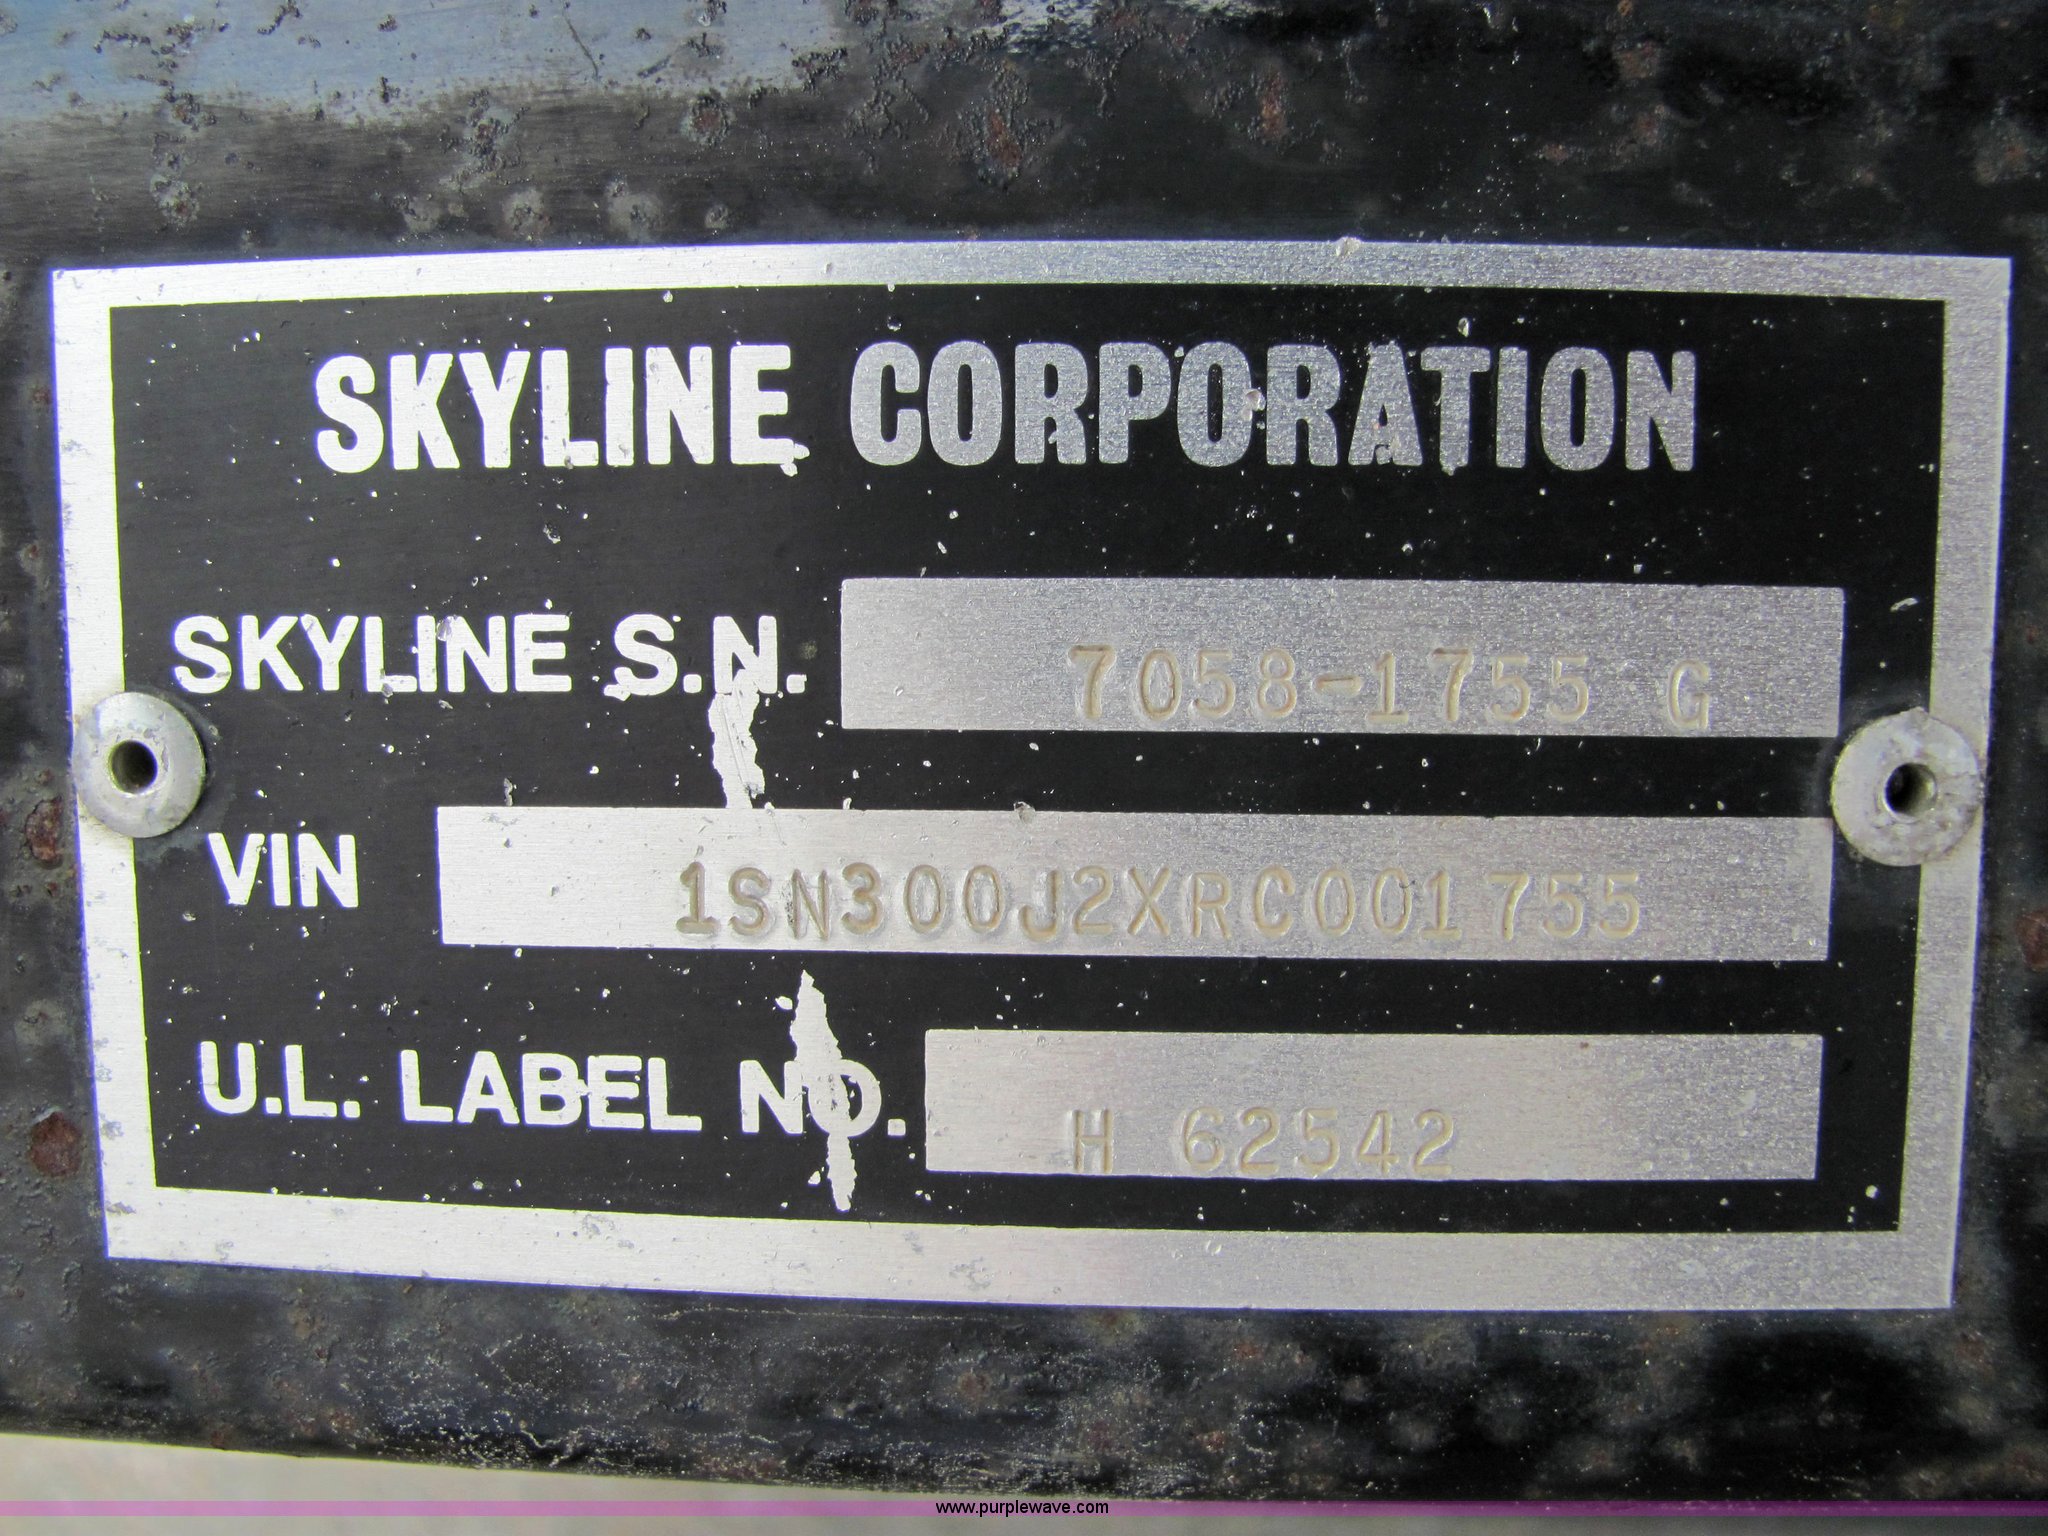 SKYLINE CORPORATION
SKYLINE S.N. 7058-1755 G
VIN 1SN300J2XRC001755
U.L. LABEL NO. H 62542
www.purplewave.com